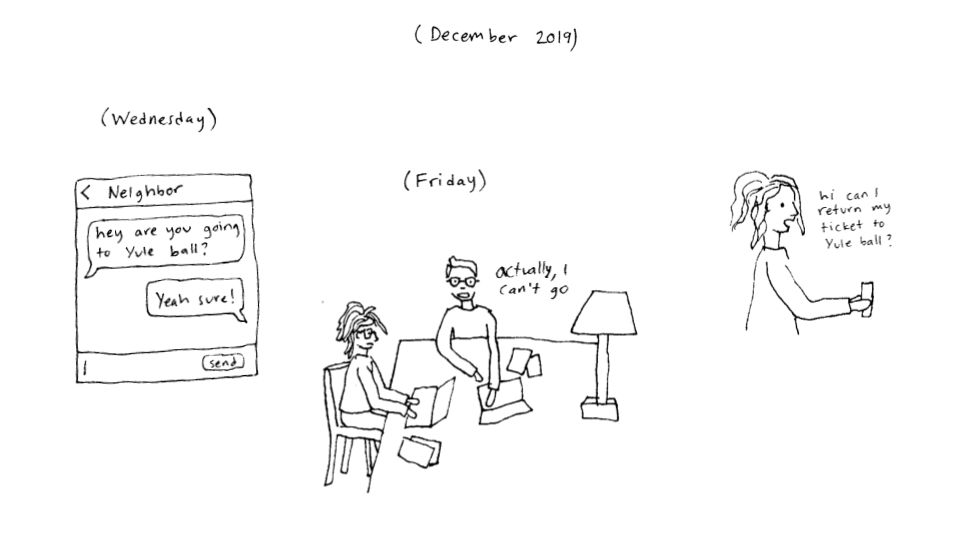 (December 2019)
(Wednesday)
< Neighbor
hey are you going
to Yule ball?
Yeah sure!
send
(Friday)
actually, I
can't go
hi can I
return my
ticket to
Yule ball?